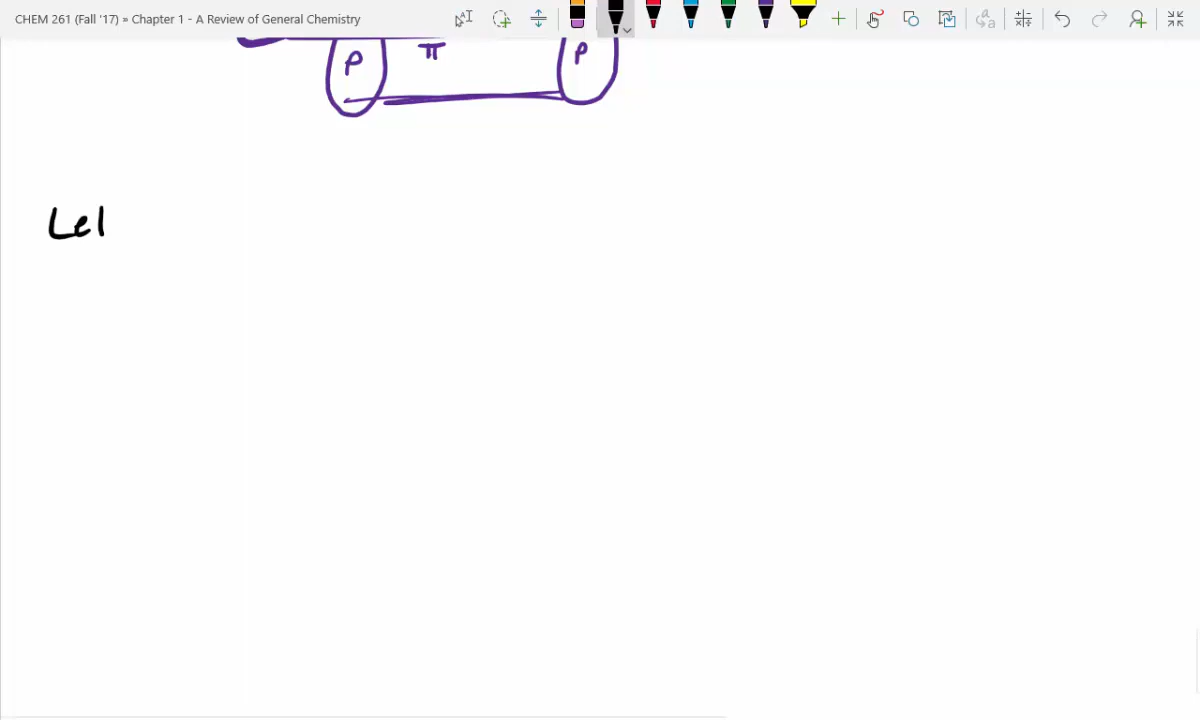 CHEM 261 (Fall '17) » Chapter 1 - A Review of General Chemistry
P π P
Lel